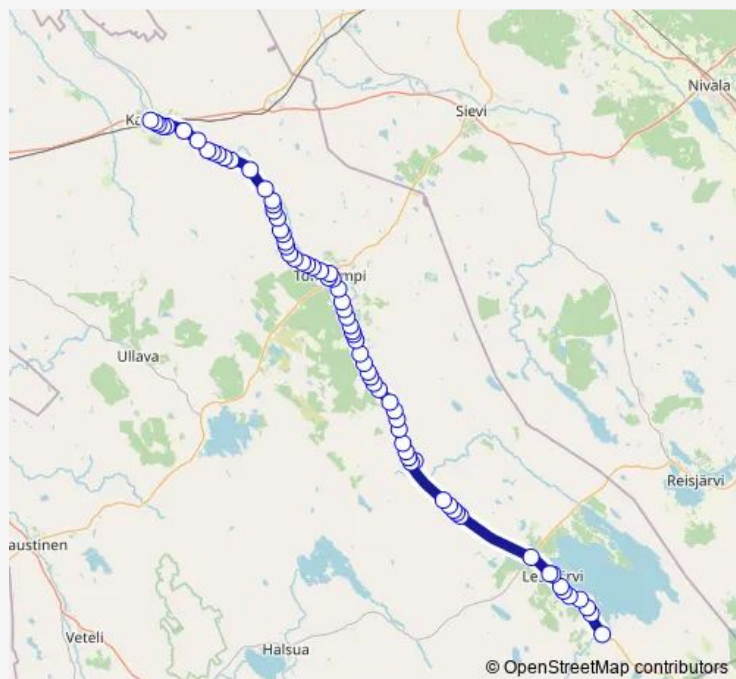 Nivala
Sievi
Ullava
Reisjärvi
austinen
Halsua
Veteli
© OpenStreetMap contributors